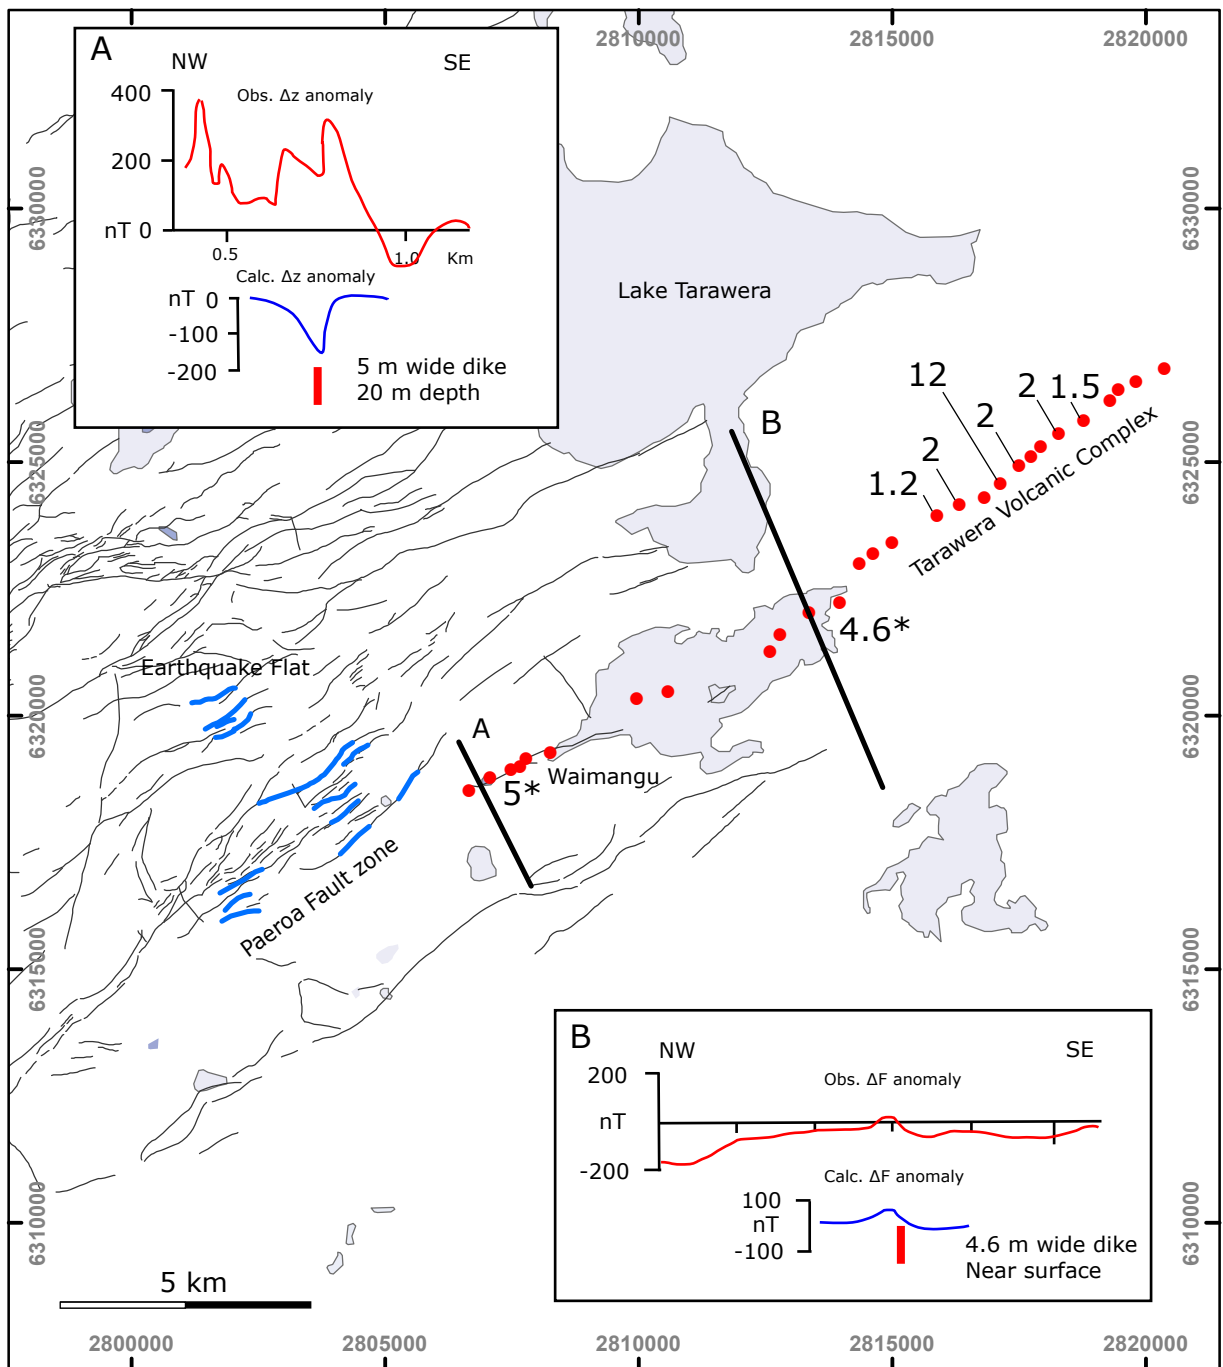 2810000
2815000
2820000
A
NW
SE
400
Obs. Δz anomaly
200
nT 0
0.5
1.0
Km
Calc. Δz anomaly
nT 0
-100
-200
5 m wide dike
20 m depth
6330000
6330000
Lake Tarawera
12
2
1.5
2
2
1.2
B
6325000
6325000
Tarawera Volcanic Complex
4.6*
Earthquake Flat
6320000
6320000
A
Waimangu
5*
Paeroa Fault zone
6315000
6315000
B
NW
SE
200
Obs. ΔF anomaly
nT
-200
Calc. ΔF anomaly
100
nT
-100
4.6 m wide dike
Near surface
6310000
6310000
5 km
2800000
2805000
2810000
2815000
2820000